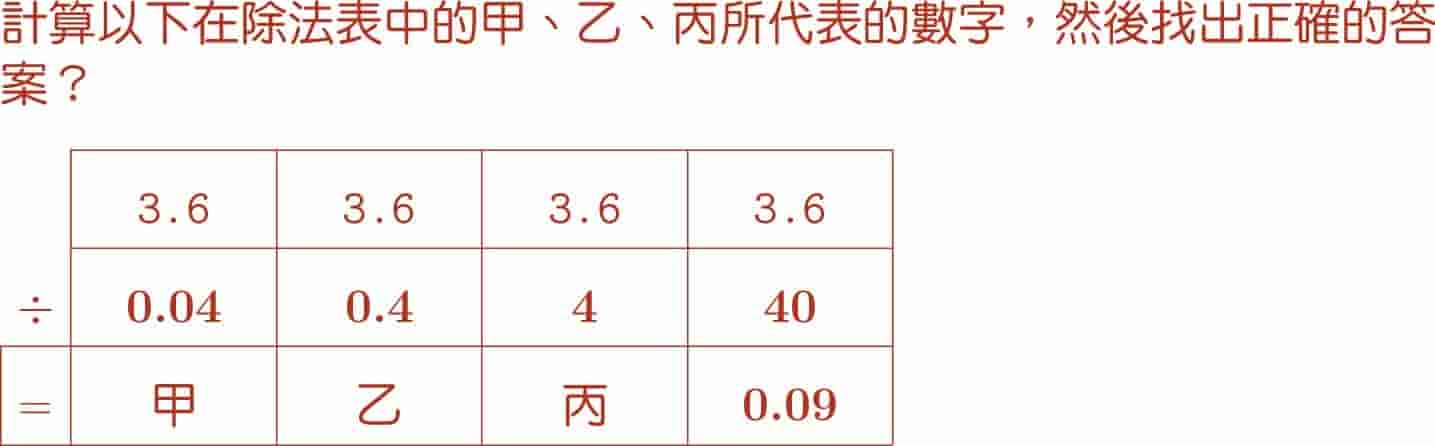 計算以下在除法表中的甲、乙、丙所代表的數字，然後找出正確的答
案？
3.6 3.6 3.6 3.6
÷ 0.04 0.4 4 40
= 甲 乙 丙 0.09